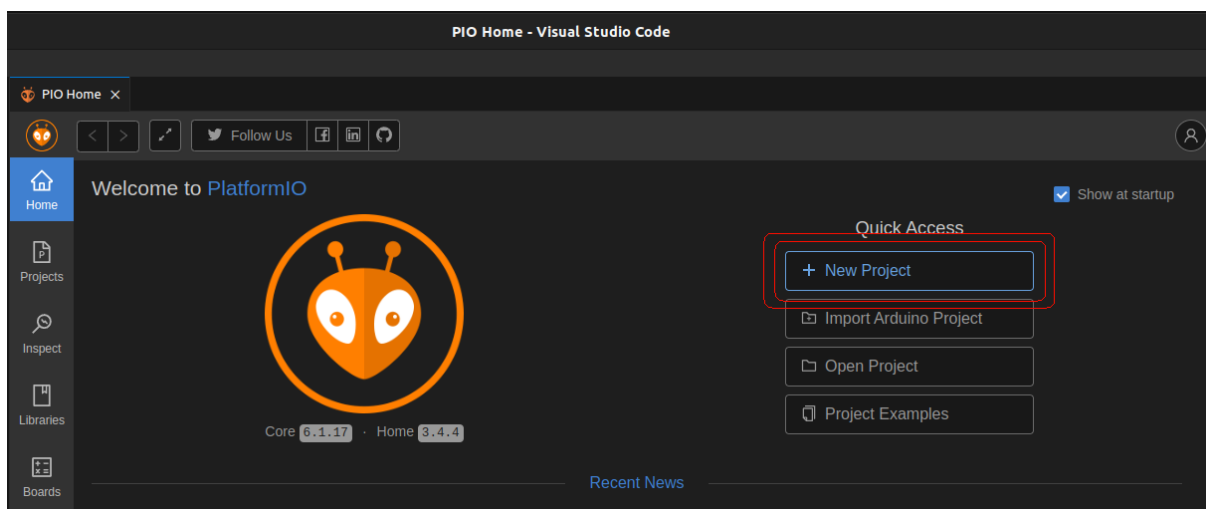 PIO Home - Visual Studio Code
PIO Home
Follow Us
Home
Projects
Inspect
Libraries
Boards
Welcome to PlatformIO
Show at startup
Core 6.1.17 · Home 3.4.4
Quick Access
+ New Project
Import Arduino Project
Open Project
Project Examples
Recent News